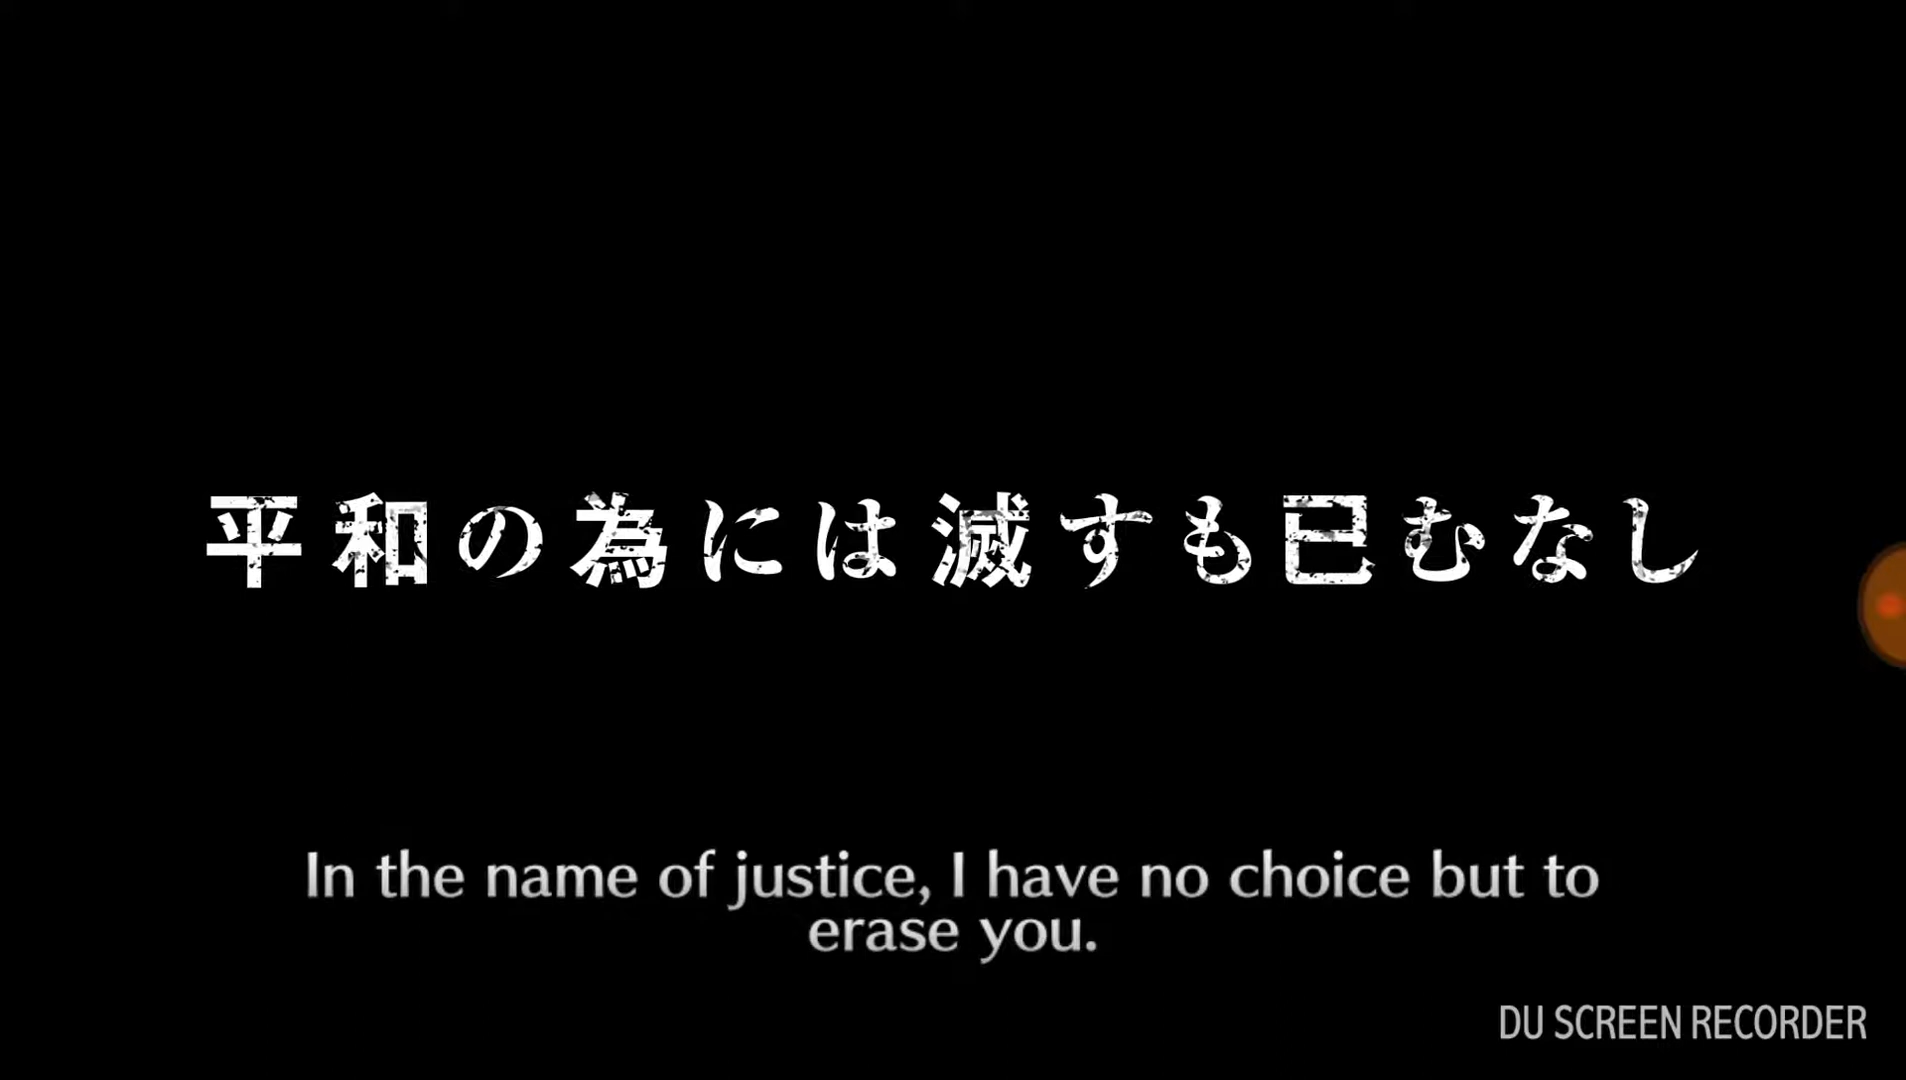 平和の為には滅すも已むなし
In the name of justice, I have no choice but to
erase you.
DU SCREEN RECORDER